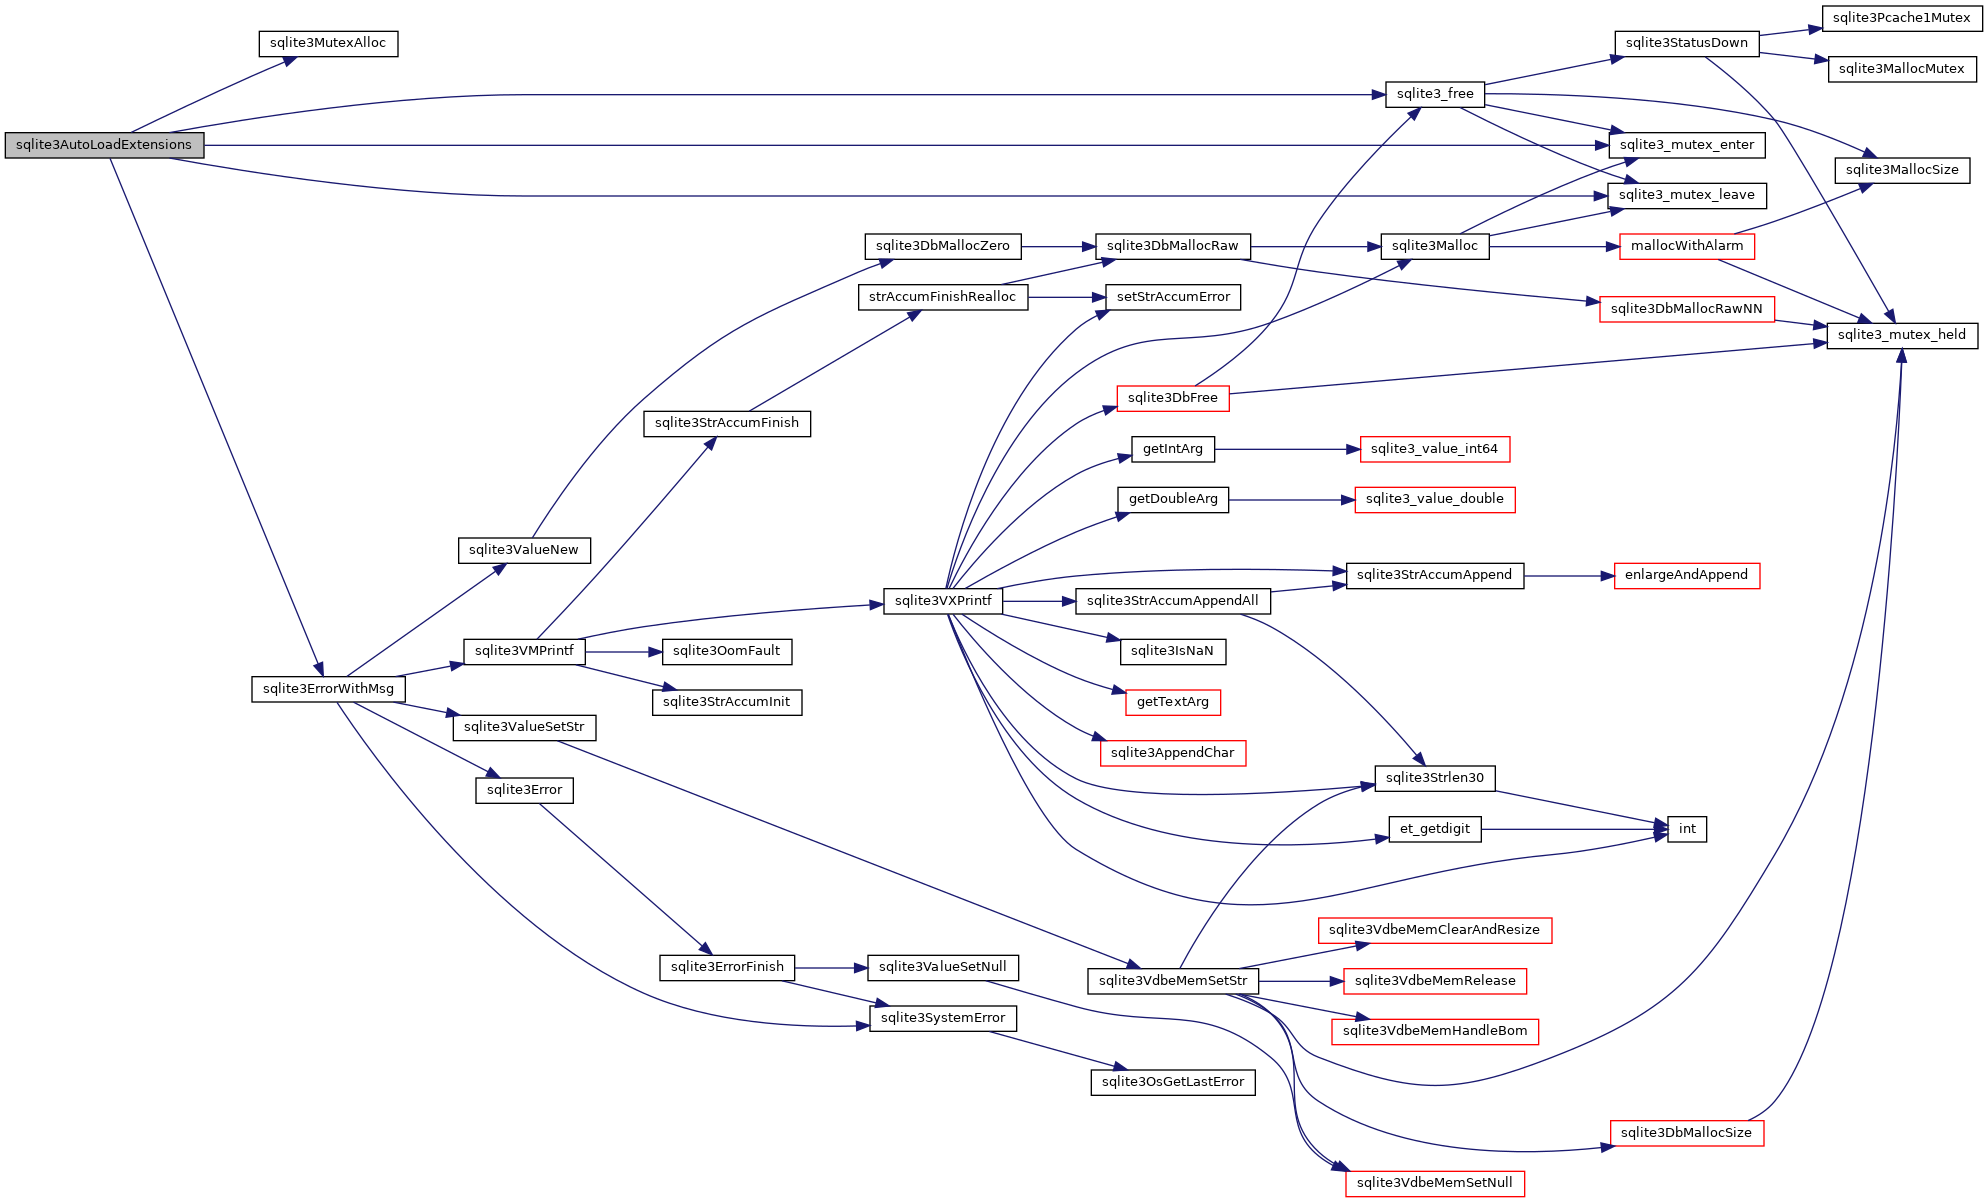 sqlite3Pcache1Mutex
sqlite3MutexAlloc
sqlite3StatusDown
sqlite3MallocMutex
sqlite3_free
sqlite3AutoLoadExtensions
sqlite3_mutex_enter
sqlite3MallocSize
sqlite3_mutex_leave
sqlite3DbMallocZero
sqlite3DbMallocRaw
sqlite3Malloc
mallocWithAlarm
strAccumFinishRealloc
setStrAccumError
sqlite3DbMallocRawNN
sqlite3_mutex_held
sqlite3DbFree
sqlite3StrAccumFinish
getIntArg
sqlite3_value_int64
getDoubleArg
sqlite3_value_double
sqlite3ValueNew
sqlite3StrAccumAppend
enlargeAndAppend
sqlite3VXPrintf
sqlite3StrAccumAppendAll
sqlite3VMPrintf
sqlite3OomFault
sqlite3IsNaN
sqlite3ErrorWithMsg
sqlite3StrAccumInit
getTextArg
sqlite3ValueSetStr
sqlite3AppendChar
sqlite3Strlen30
sqlite3Error
et_getdigit
int
sqlite3VdbeMemClearAndResize
sqlite3ErrorFinish
sqlite3ValueSetNull
sqlite3VdbeMemSetStr
sqlite3VdbeMemRelease
sqlite3SystemError
sqlite3VdbeMemHandleBom
sqlite3OsGetLastError
sqlite3DbMallocSize
sqlite3VdbeMemSetNull